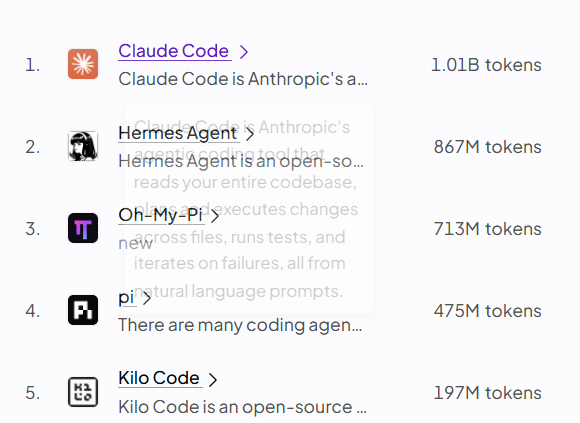 1. Claude Code >
Claude Code is Anthropic's a... 1.01B tokens
Claude Code is Anthropic's
agentic coding tool that
reads your entire codebase,
plans and executes changes
across files, runs tests, and
iterates on failures, all from
natural language prompts.
2. Hermes Agent >
Hermes Agent is an open-so... 867M tokens
3. Oh-My-Pi >
new 713M tokens
4. pi >
There are many coding agen... 475M tokens
5. Kilo Code >
Kilo Code is an open-source ... 197M tokens